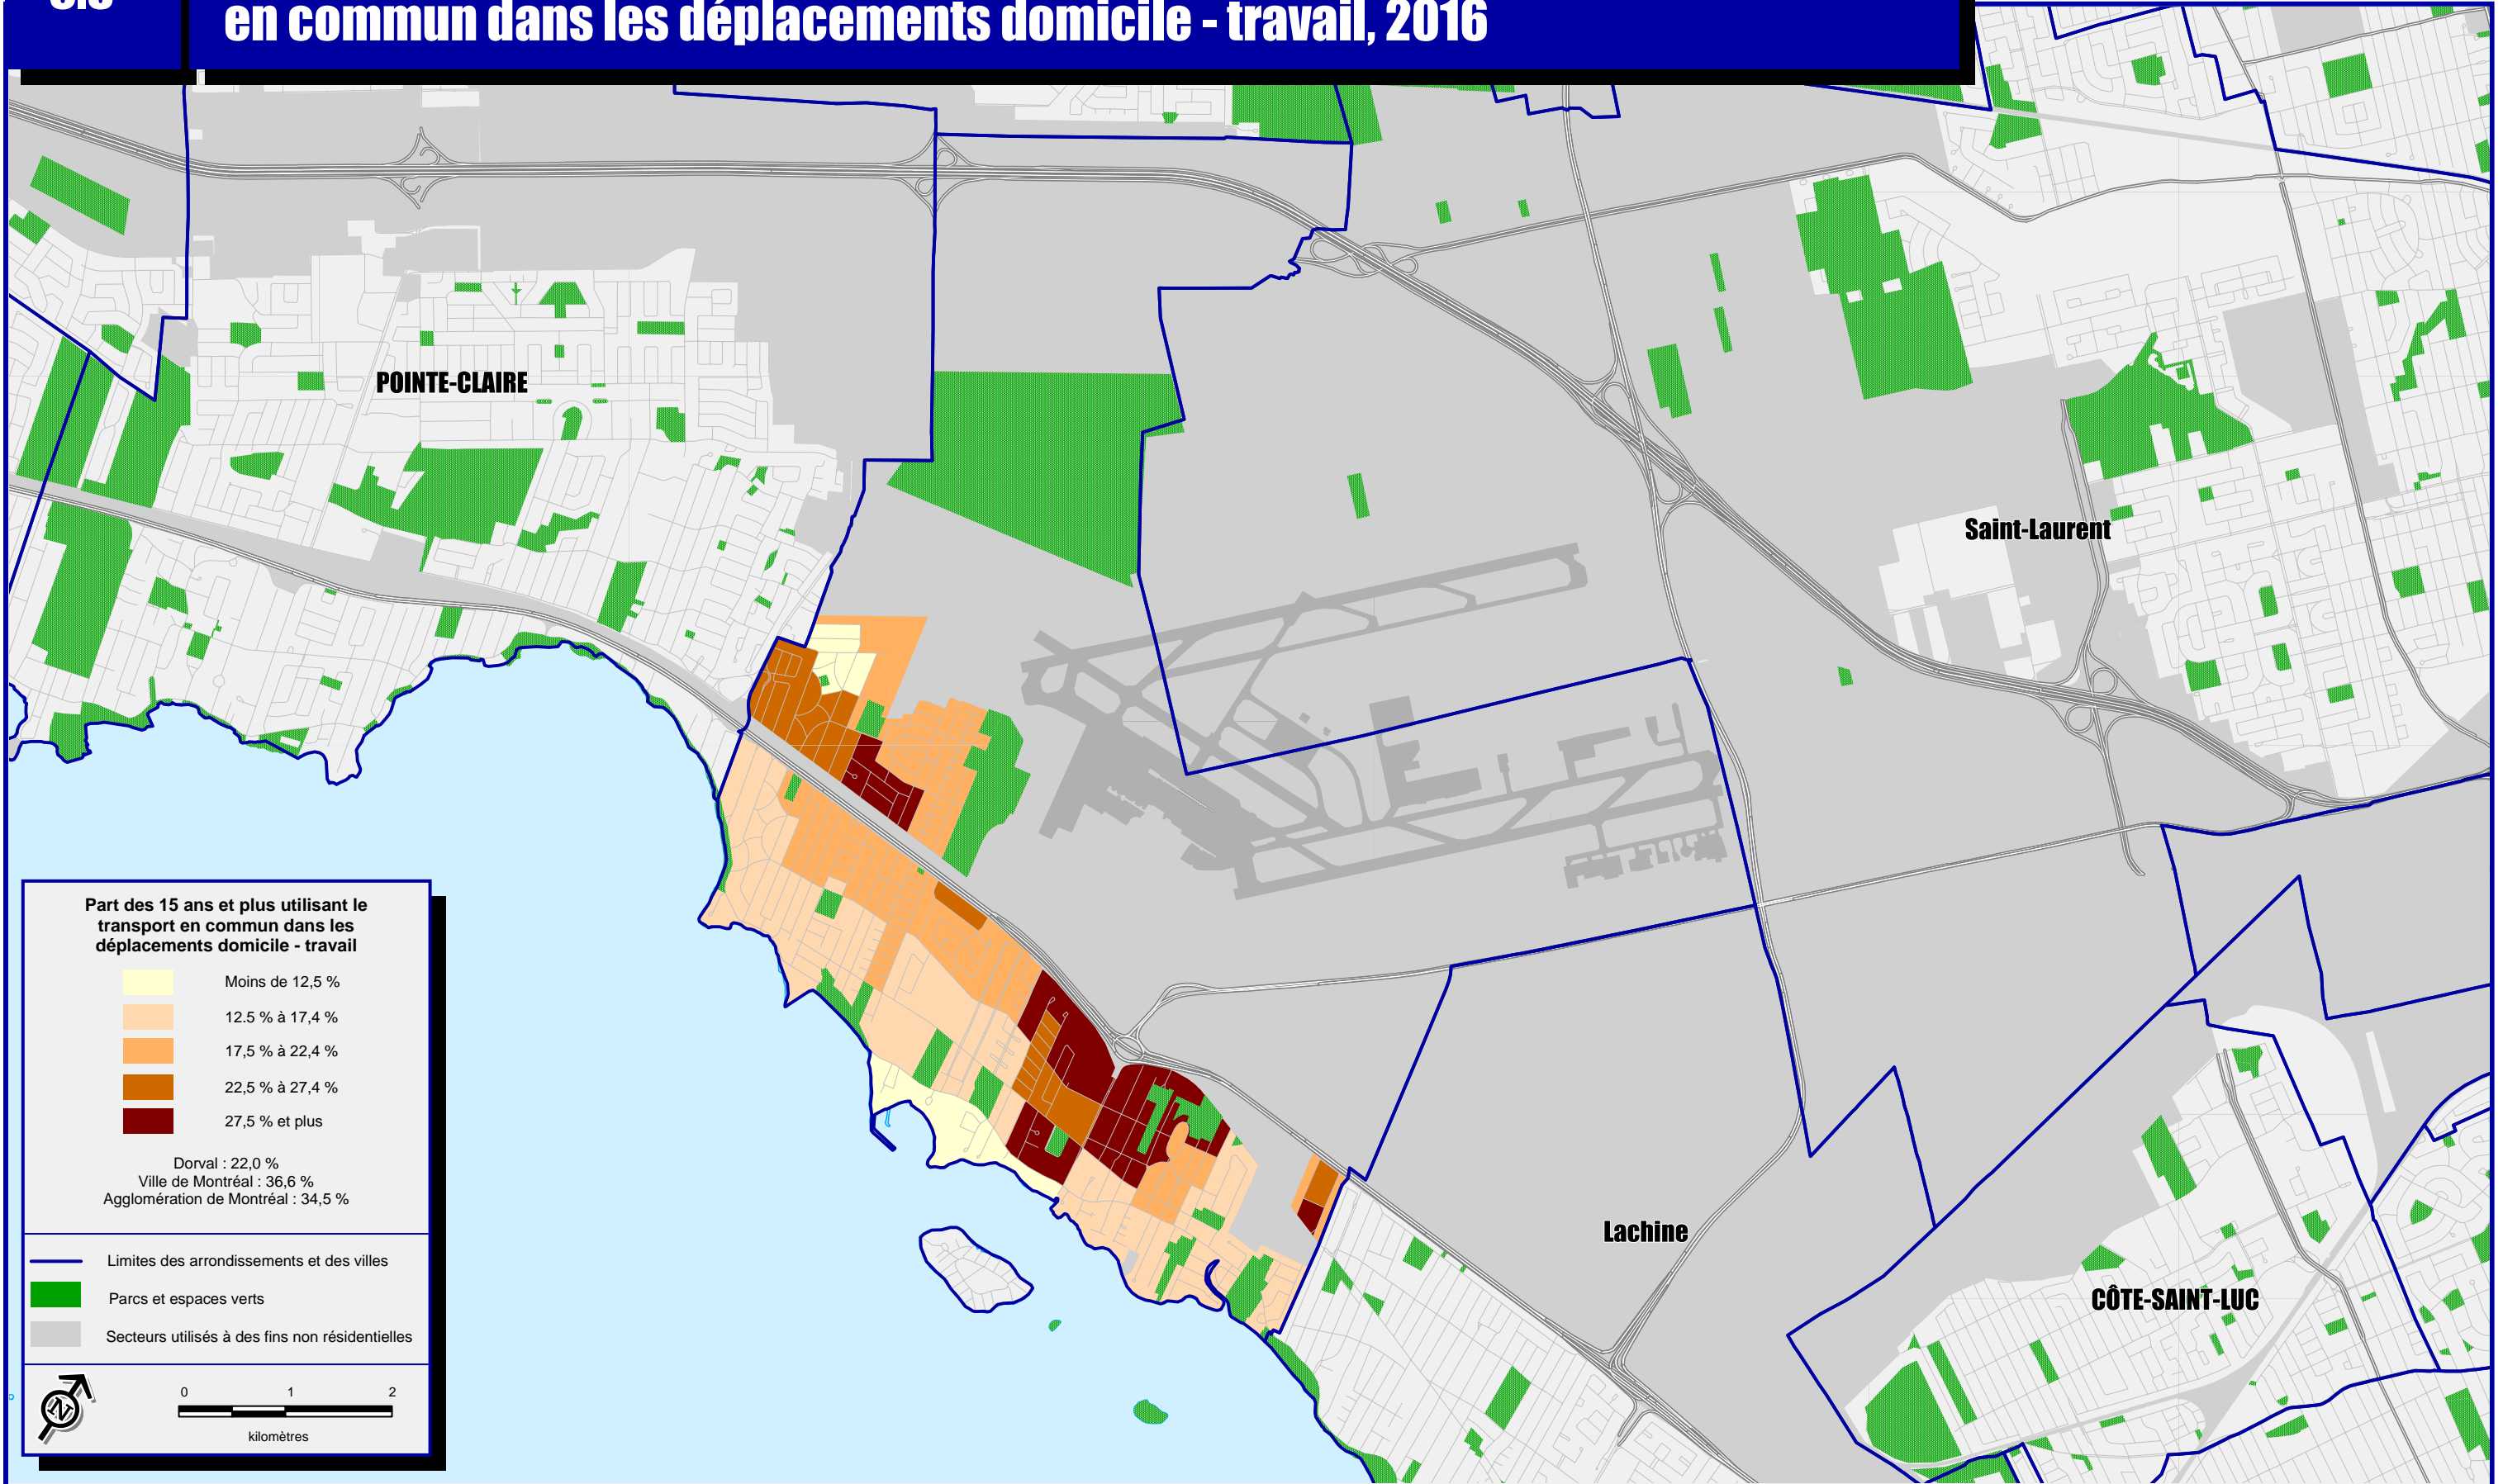 en commun dans les déplacements domicile - travail, 2016
POINTE-CLAIRE
Saint-Laurent
Lachine
CÔTE-SAINT-LUC
Part des 15 ans et plus utilisant le
transport en commun dans les
déplacements domicile - travail
Moins de 12,5 %
12.5 % à 17,4 %
17,5 % à 22,4 %
22,5 % à 27,4 %
27,5 % et plus
Dorval : 22,0 %
Ville de Montréal : 36,6 %
Agglomération de Montréal : 34,5 %
Limites des arrondissements et des villes
Parcs et espaces verts
Secteurs utilisés à des fins non résidentielles
N
0 1 2
kilomètres